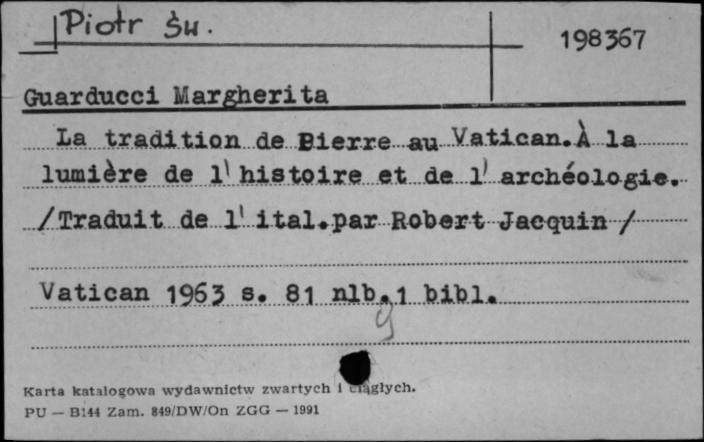 Piotr Św.
198367
Guarducci Margherita
La tradition de Pierre au Vatican. À la
lumière de l'histoire et de l'archéologie.
/Traduit de l'ital. par Robert Jacquin /
Vatican 1963 s. 81 nlb. 1 bibl.
g
Karta katalogowa wydawnictw zwartych i ciągłych.
PU — B144 Zam. 849/DW/On ZGG — 1991